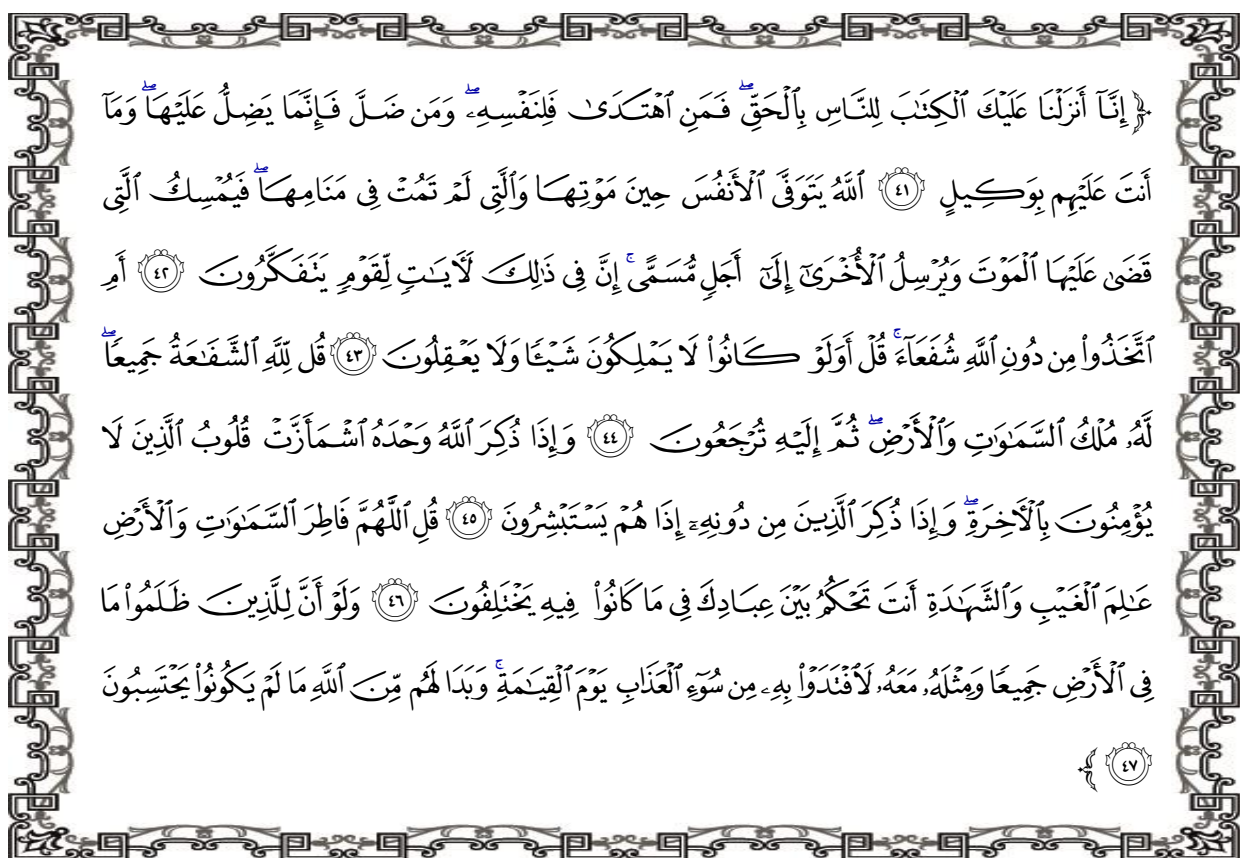 ﴿ إِنَّآ أَنزَلْنَا عَلَيْكَ ٱلْكِتَٰبَ لِلنَّاسِ بِٱلْحَقِّۖ فَمَنِ ٱهْتَدَىٰ فَلِنَفْسِهِۦۖ وَمَن ضَلَّ فَإِنَّمَا يَضِلُّ عَلَيْهَاۖ وَمَآ
أَنتَ عَلَيْهِم بِوَكِيلٍ ٤١ ٱللَّهُ يَتَوَفَّى ٱلْأَنفُسَ حِينَ مَوْتِهَا وَٱلَّتِى لَمْ تَمُتْ فِى مَنَامِهَاۖ فَيُمْسِكُ ٱلَّتِى
قَضَىٰ عَلَيْهَا ٱلْمَوْتَ وَيُرْسِلُ ٱلْأُخْرَىٰٓ إِلَىٰٓ أَجَلٍ مُّسَمًّىۚ إِنَّ فِى ذَٰلِكَ لَءَايَٰتٍ لِّقَوْمٍ يَتَفَكَّرُونَ ٤٢ أَمِ
ٱتَّخَذُوا۟ مِن دُونِ ٱللَّهِ شُفَعَآءَۚ قُلْ أَوَلَوْ كَانُوا۟ لَا يَمْلِكُونَ شَيْـًٔا وَلَا يَعْقِلُونَ ٤٣ قُل لِّلَّهِ ٱلشَّفَٰعَةُ جَمِيعًاۖ
لَّهُۥ مُلْكُ ٱلسَّمَٰوَٰتِ وَٱلْأَرْضِۖ ثُمَّ إِلَيْهِ تُرْجَعُونَ ٤٤ وَإِذَا ذُكِرَ ٱللَّهُ وَحْدَهُ ٱشْمَأَزَّتْ قُلُوبُ ٱلَّذِينَ لَا
يُؤْمِنُونَ بِٱلْءَاخِرَةِۖ وَإِذَا ذُكِرَ ٱلَّذِينَ مِن دُونِهِۦٓ إِذَا هُمْ يَسْتَبْشِرُونَ ٤٥ قُلِ ٱللَّهُمَّ فَاطِرَ ٱلسَّمَٰوَٰتِ وَٱلْأَرْضِ
عَٰلِمَ ٱلْغَيْبِ وَٱلشَّهَٰدَةِ أَنتَ تَحْكُمُ بَيْنَ عِبَادِكَ فِى مَا كَانُوا۟ فِيهِ يَخْتَلِفُونَ ٤٦ وَلَوْ أَنَّ لِلَّذِينَ ظَلَمُوا۟ مَا
فِى ٱلْأَرْضِ جَمِيعًا وَمِثْلَهُۥ مَعَهُۥ لَٱفْتَدَوْا۟ بِهِۦ مِن سُوٓءِ ٱلْعَذَابِ يَوْمَ ٱلْقِيَٰمَةِۚ وَبَدَا لَهُم مِّنَ ٱللَّهِ مَا لَمْ يَكُونُوا۟ يَحْتَسِبُونَ
٤٧ ﴾